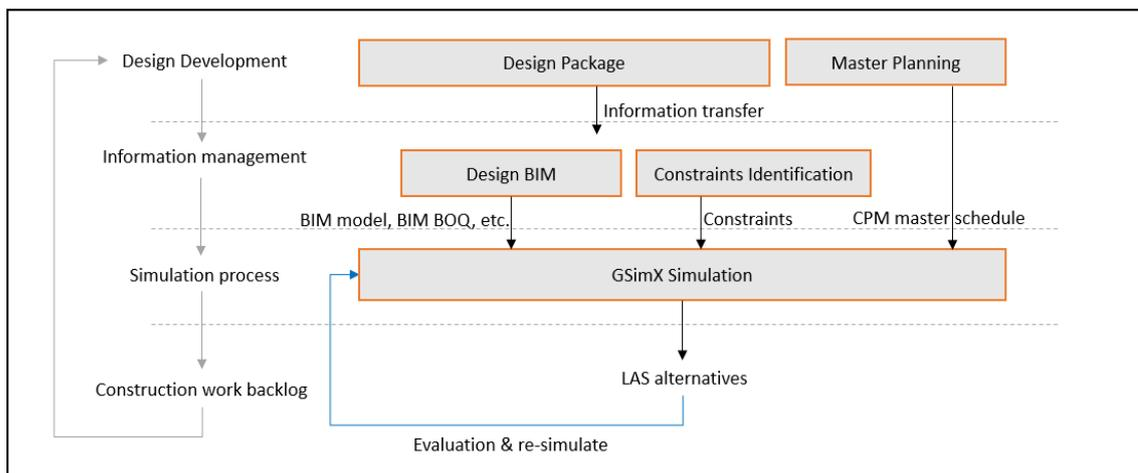 Design Development
Design Package
Master Planning
Information transfer
Information management
Design BIM
Constraints Identification
BIM model, BIM BOQ, etc.
Constraints
CPM master schedule
Simulation process
GSimX Simulation
Construction work backlog
LAS alternatives
Evaluation & re-simulate